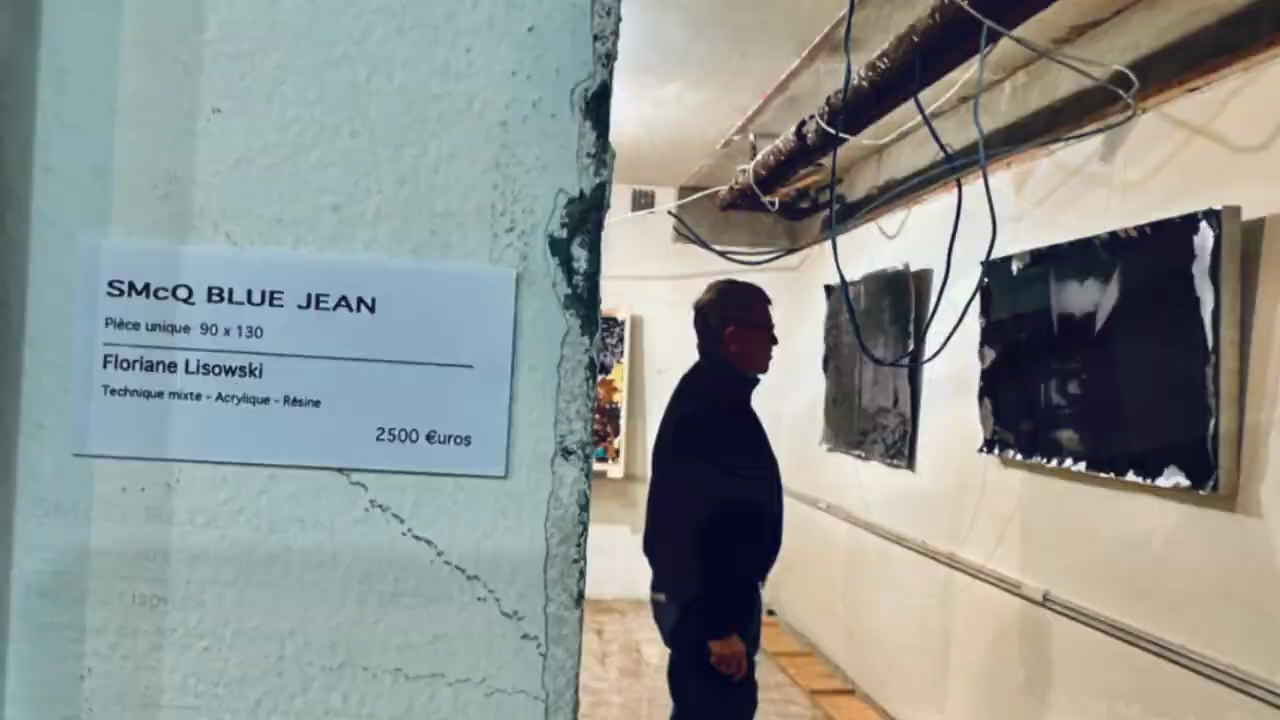 SMcQ BLUE JEAN
Pièce unique 90 x 130
Floriane Lisowski
Technique mixte - Acrylique - Résine
2500 €uros